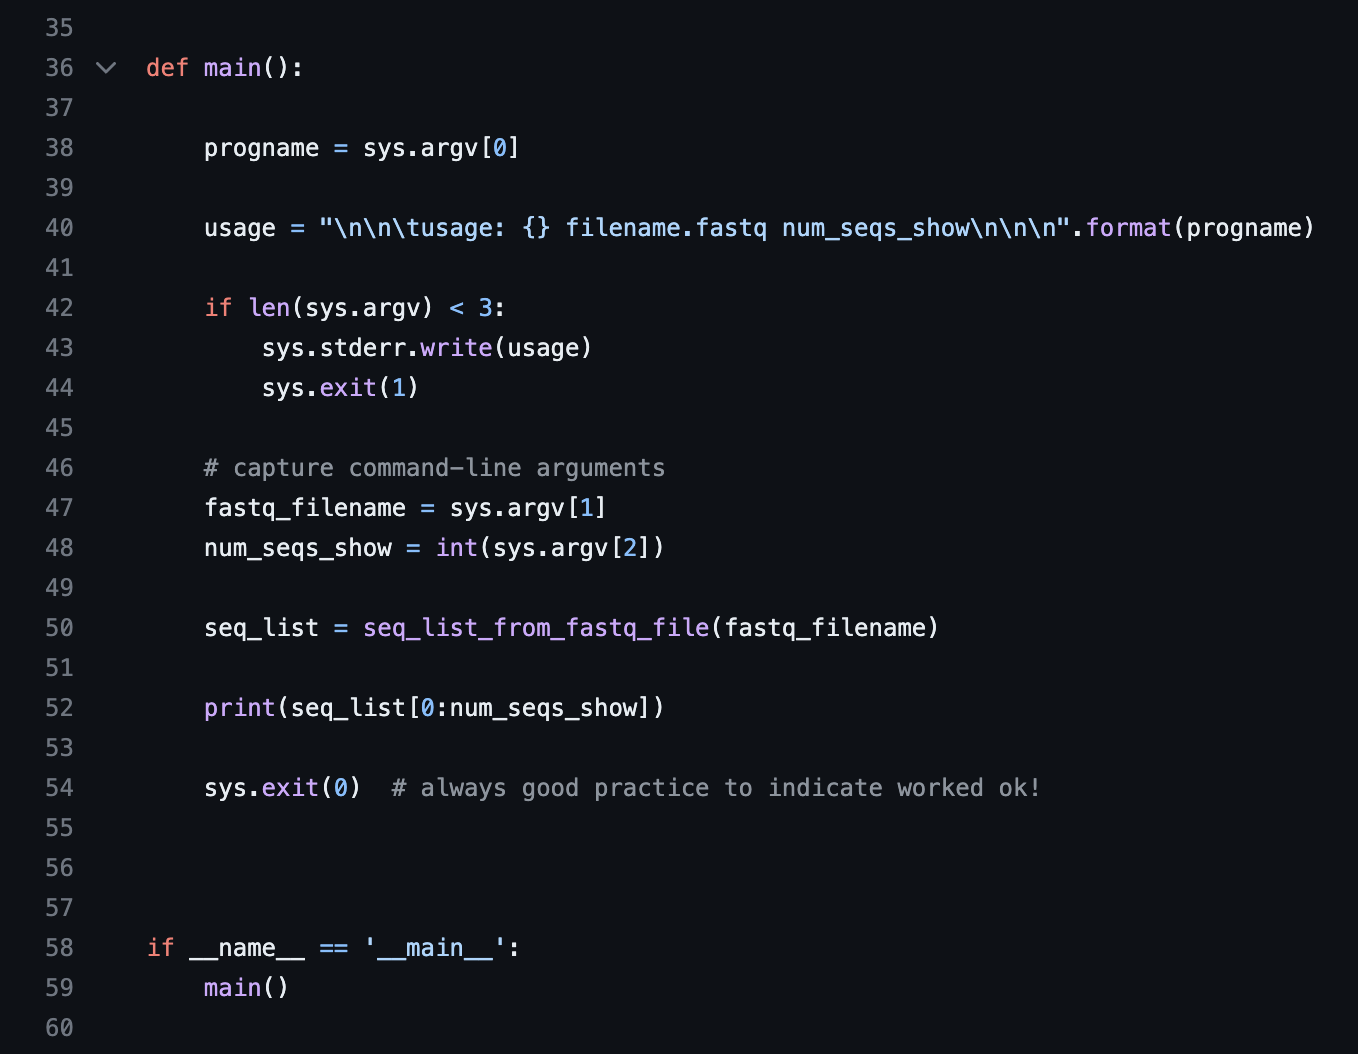 35
36 def main():
37
38     progname = sys.argv[0]
39
40     usage = "\n\n\tusage: {} filename.fastq num_seqs_show\n\n\n".format(progname)
41
42     if len(sys.argv) < 3:
43         sys.stderr.write(usage)
44         sys.exit(1)
45
46     # capture command-line arguments
47     fastq_filename = sys.argv[1]
48     num_seqs_show = int(sys.argv[2])
49
50     seq_list = seq_list_from_fastq_file(fastq_filename)
51
52     print(seq_list[0:num_seqs_show])
53
54     sys.exit(0)  # always good practice to indicate worked ok!
55
56
57
58 if __name__ == '__main__':
59     main()
60